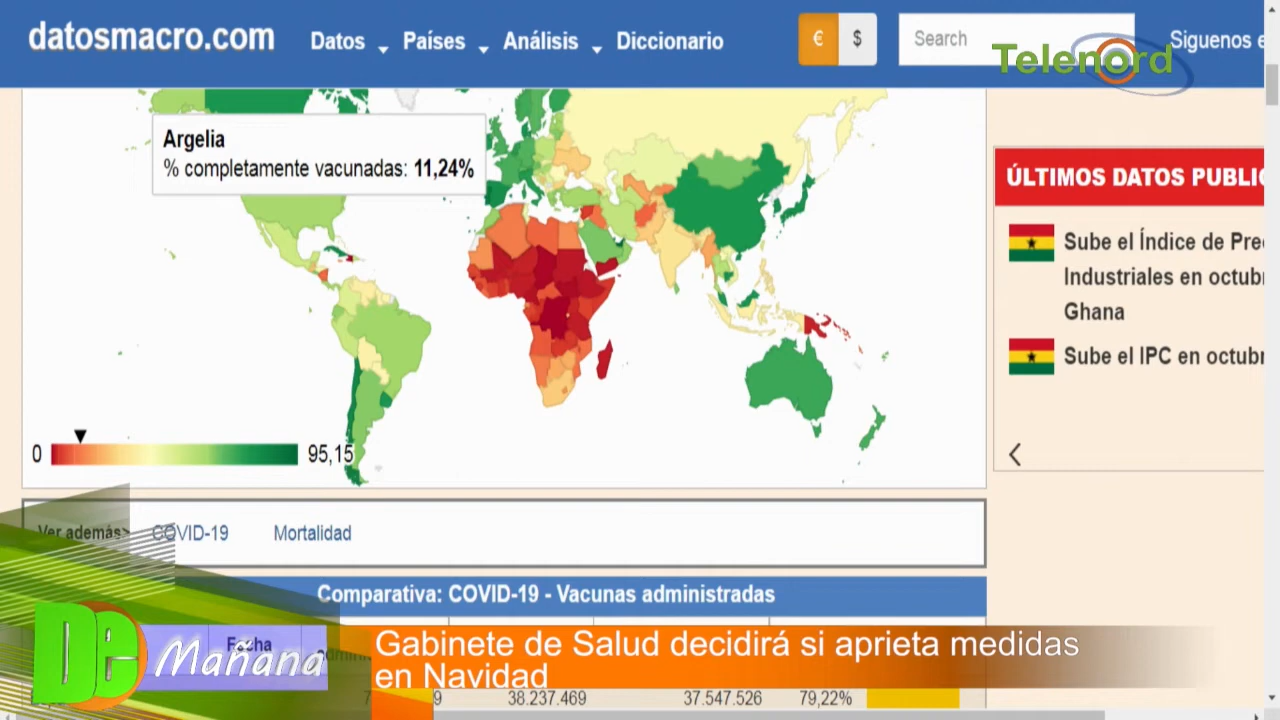 datosmacro.com
Datos Países Análisis Diccionario
€ $
Search
Siguenos e
Telenord
Argelia
% completamente vacunadas: 11,24%
0 95,15
ÚLTIMOS DATOS PUBLIC
Sube el Índice de Pre
Industriales en octub
Ghana
Sube el IPC en octub
Ver además>
COVID-19 Mortalidad
Comparativa: COVID-19 - Vacunas administradas
Fecha
De Mañana
Gabinete de Salud decidirá si aprieta medidas
en Navidad
9 38.237.469 37.547.526 79,22%